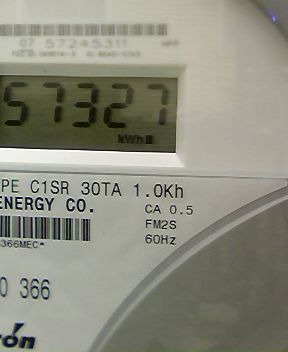 07 57245311
57327
kWh
PE C1SR 30TA 1.0Kh
ENERGY CO.
CA 0.5
FM2S
60Hz
366MEC*
0 366
rón